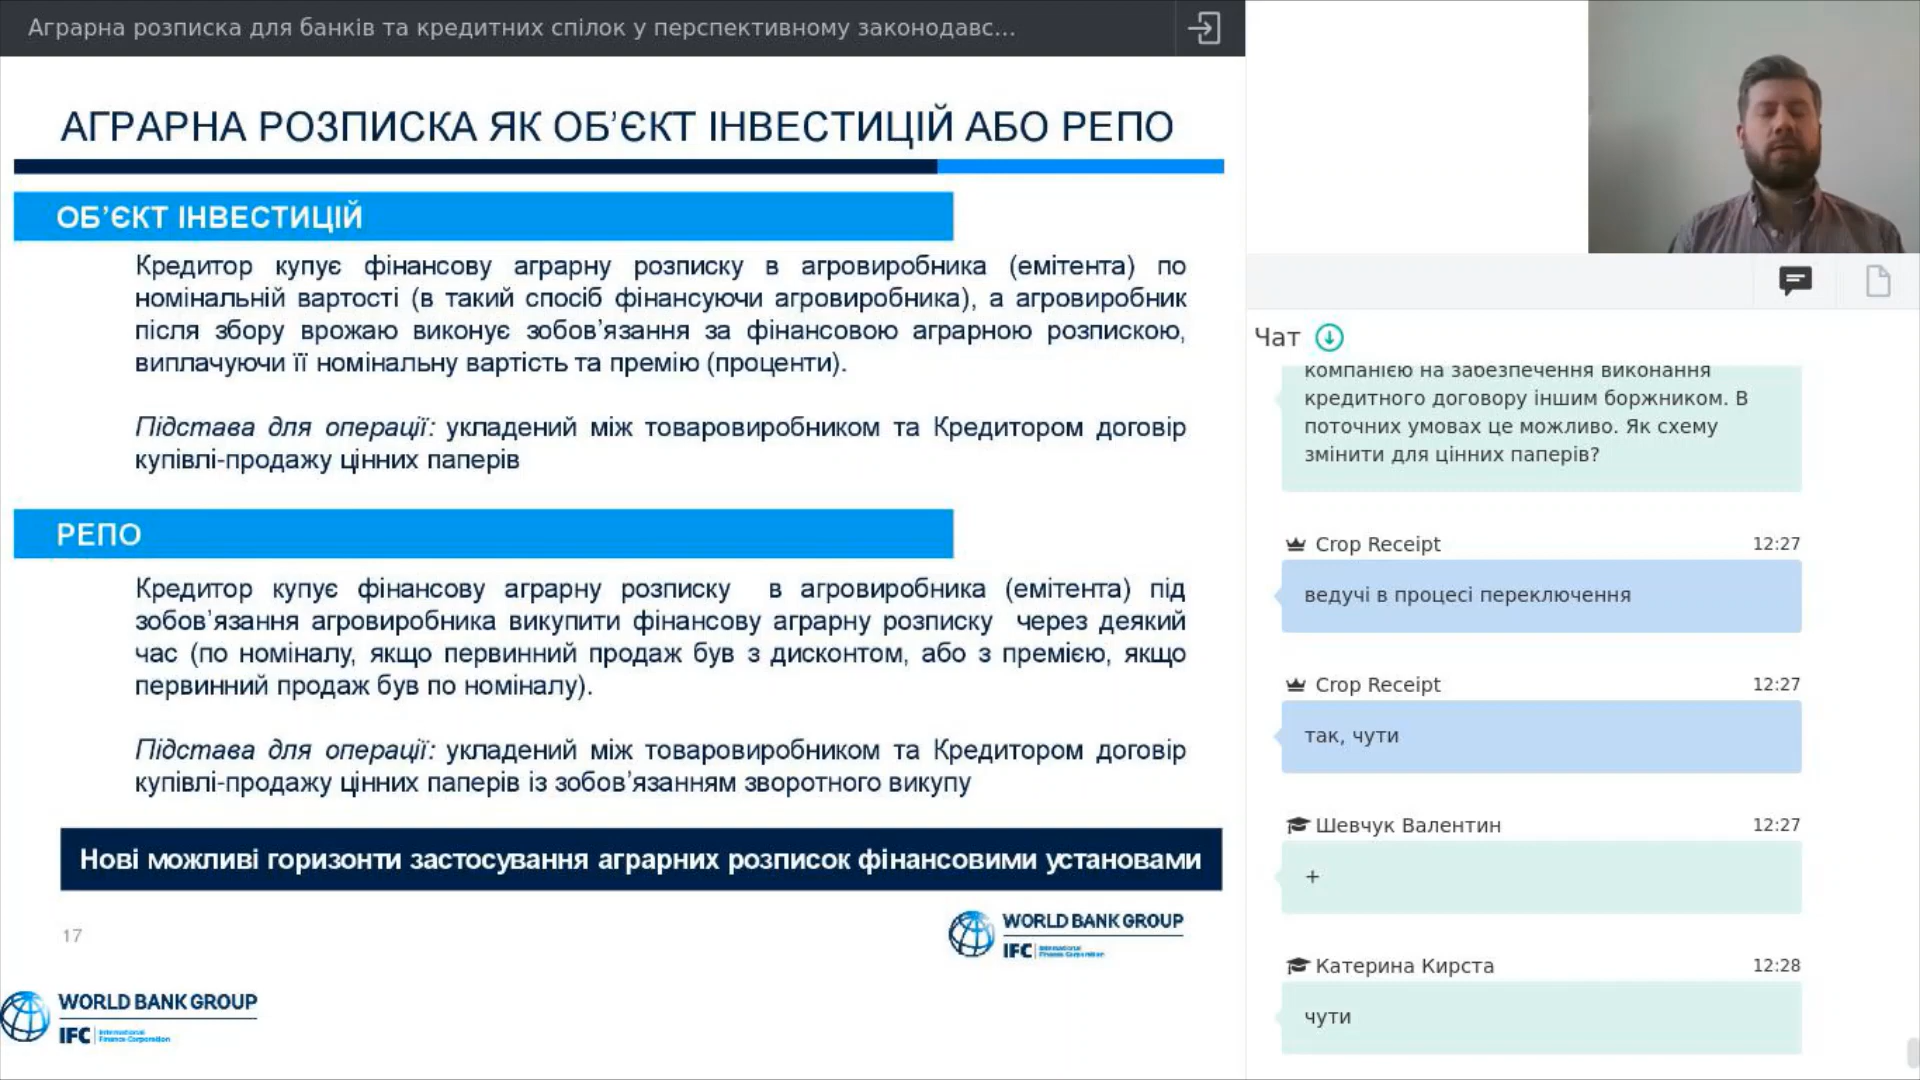 Аграрна розписка для банків та кредитних спілок у перспективному законодавс...
АГРАРНА РОЗПИСКА ЯК ОБ’ЄКТ ІНВЕСТИЦІЙ АБО РЕПО
ОБ’ЄКТ ІНВЕСТИЦІЙ
Кредитор купує фінансову аграрну розписку в агровиробника (емітента) по
номінальній вартості (в такий спосіб фінансуючи агровиробника), а агровиробник
після збору врожаю виконує зобов’язання за фінансовою аграрною розпискою,
виплачуючи її номінальну вартість та премію (проценти).
Підстава для операції: укладений між товаровиробником та Кредитором договір
купівлі-продажу цінних паперів
РЕПО
Кредитор купує фінансову аграрну розписку в агровиробника (емітента) під
зобов’язання агровиробника викупити фінансову аграрну розписку через деякий
час (по номіналу, якщо первинний продаж був з дисконтом, або з премією, якщо
первинний продаж був по номіналу).
Підстава для операції: укладений між товаровиробником та Кредитором договір
купівлі-продажу цінних паперів із зобов’язанням зворотного викупу
Нові можливі горизонти застосування аграрних розписок фінансовими установами
17
WORLD BANK GROUP
IFC International
Finance Corporation
WORLD BANK GROUP
IFC International
Finance Corporation
Чат
компанією на забезпечення виконання
кредитного договору іншим боржником. В
поточних умовах це можливо. Як схему
змінити для цінних паперів?
Crop Receipt 12:27
ведучі в процесі переключення
Crop Receipt 12:27
так, чути
Шевчук Валентин 12:27
+
Катерина Кирста 12:28
чути